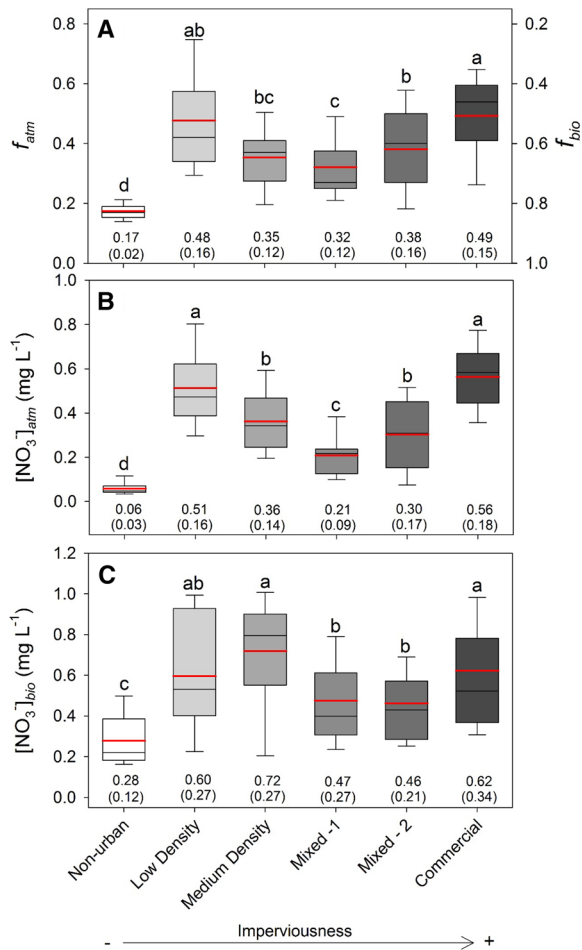 A
0.8
0.6
0.4
0.2
0.0
f_atm
0.2
0.4
0.6
0.8
1.0
f_bio
d
ab
bc
c
b
a
0.17 0.48 0.35 0.32 0.38 0.49
(0.02) (0.16) (0.12) (0.12) (0.16) (0.15)
B
1.0
0.8
0.6
0.4
0.2
0.0
[NO3-]atm (mg L-1)
d
a
b
c
b
a
0.06 0.51 0.36 0.21 0.30 0.56
(0.03) (0.16) (0.14) (0.09) (0.17) (0.18)
C
1.2
1.0
0.8
0.6
0.4
0.2
0.0
[NO3-]bio (mg L-1)
c
ab
a
b
b
a
0.28 0.60 0.72 0.47 0.46 0.62
(0.12) (0.27) (0.27) (0.27) (0.21) (0.34)
Non-urban
Low Density
Medium Density
Mixed -1
Mixed - 2
Commercial
Imperviousness
- +